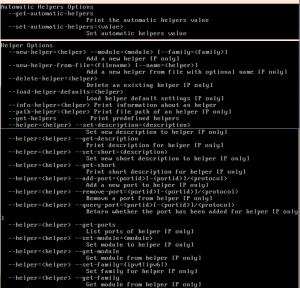 Automatic Helpers Options
--get-automatic-helpers
Print the automatic helpers value
--set-automatic-helpers=<value>
Set automatic helpers value
Helper Options
--new-helper=<helper> --module=<module> [--family=<family>]
Add a new helper [P only]
--new-helper-from-file=<filename> [--name=<helper>]
Add a new helper from file with optional name [P only]
--delete-helper=<helper>
Delete an existing helper [P only]
--load-helper-defaults=<helper>
Load helper default settings [P only]
--info-helper=<helper> Print information about an helper
--path-helper=<helper> Print file path of an helper [P only]
--get-helpers Print predefined helpers
--helper=<helper> --set-description=<description>
Set new description to helper [P only]
--helper=<helper> --get-description
Print description for helper [P only]
--helper=<helper> --set-short=<description>
Set new short description to helper [P only]
--helper=<helper> --get-short
Print short description for helper [P only]
--helper=<helper> --add-port=<portid>[-<portid>]/<protocol>
Add a new port to helper [P only]
--helper=<helper> --remove-port=<portid>[-<portid>]/<protocol>
Remove a port from helper [P only]
--helper=<helper> --query-port=<portid>[-<portid>]/<protocol>
Return whether the port has been added for helper [P only
]
--helper=<helper> --get-ports
List ports of helper [P only]
--helper=<helper> --set-module=<module>
Set module to helper [P only]
--helper=<helper> --get-module
Get module from helper [P only]
--helper=<helper> --set-family={ipv4|ipv6|}
Set family for helper [P only]
--helper=<helper> --get-family
Get module from helper [P only]